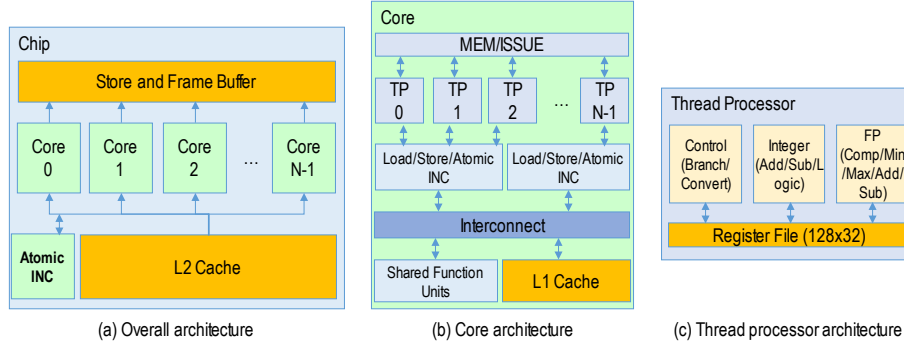 Chip
Store and Frame Buffer
Core
0
Core
1
Core
2
...
Core
N-1
Atomic
INC
L2 Cache
(a) Overall architecture
Core
MEM/ISSUE
TP
0
TP
1
TP
2
...
TP
N-1
Load/Store/Atomic
INC
Load/Store/Atomic
INC
Interconnect
Shared Function
Units
L1 Cache
(b) Core architecture
Thread Processor
Control
(Branch/
Convert)
Integer
(Add/Sub/L
ogic)
FP
(Comp/Min
/Max/Add/
Sub)
Register File (128x32)
(c) Thread processor architecture